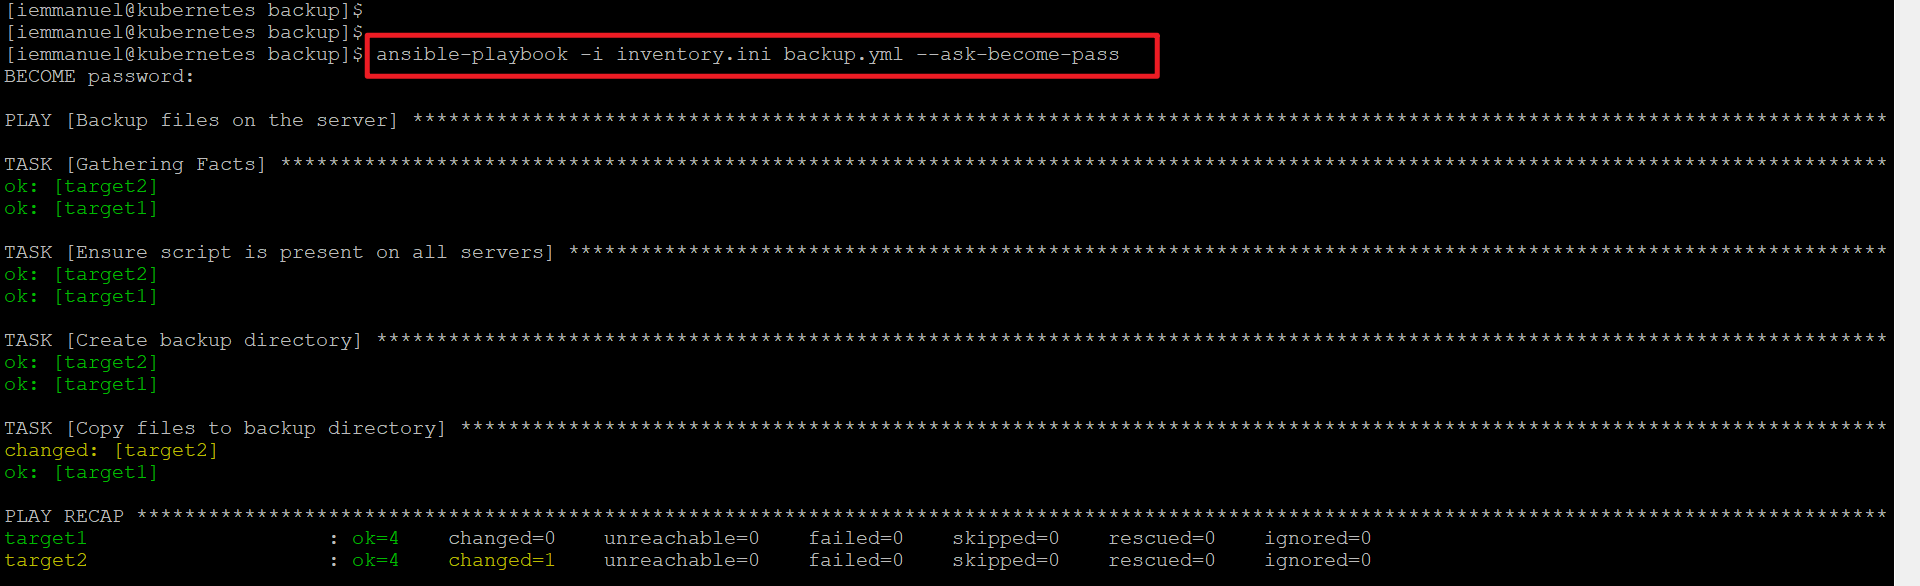 [iemmanuel@kubernetes backup]$
[iemmanuel@kubernetes backup]$
[iemmanuel@kubernetes backup]$ ansible-playbook -i inventory.ini backup.yml --ask-become-pass
BECOME password:
PLAY [Backup files on the server] ***************************************************************************************************************************
TASK [Gathering Facts] **************************************************************************************************************************************
ok: [target2]
ok: [target1]
TASK [Ensure script is present on all servers] **************************************************************************************************************
ok: [target2]
ok: [target1]
TASK [Create backup directory] ******************************************************************************************************************************
ok: [target2]
ok: [target1]
TASK [Copy files to backup directory] ***********************************************************************************************************************
changed: [target2]
ok: [target1]
PLAY RECAP **************************************************************************************************************************************************
target1                    : ok=4    changed=0    unreachable=0    failed=0    skipped=0    rescued=0    ignored=0
target2                    : ok=4    changed=1    unreachable=0    failed=0    skipped=0    rescued=0    ignored=0